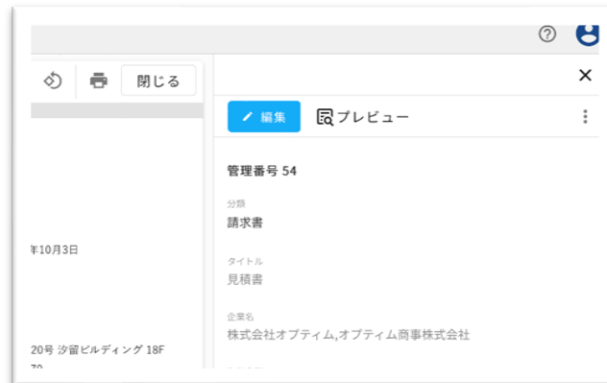 閉じる
編集
プレビュー
管理番号 54
分類
請求書
年10月3日
タイトル
見積書
企業名
株式会社オプティム,オプティム商事株式会社
20号 汐留ビルディング 18F